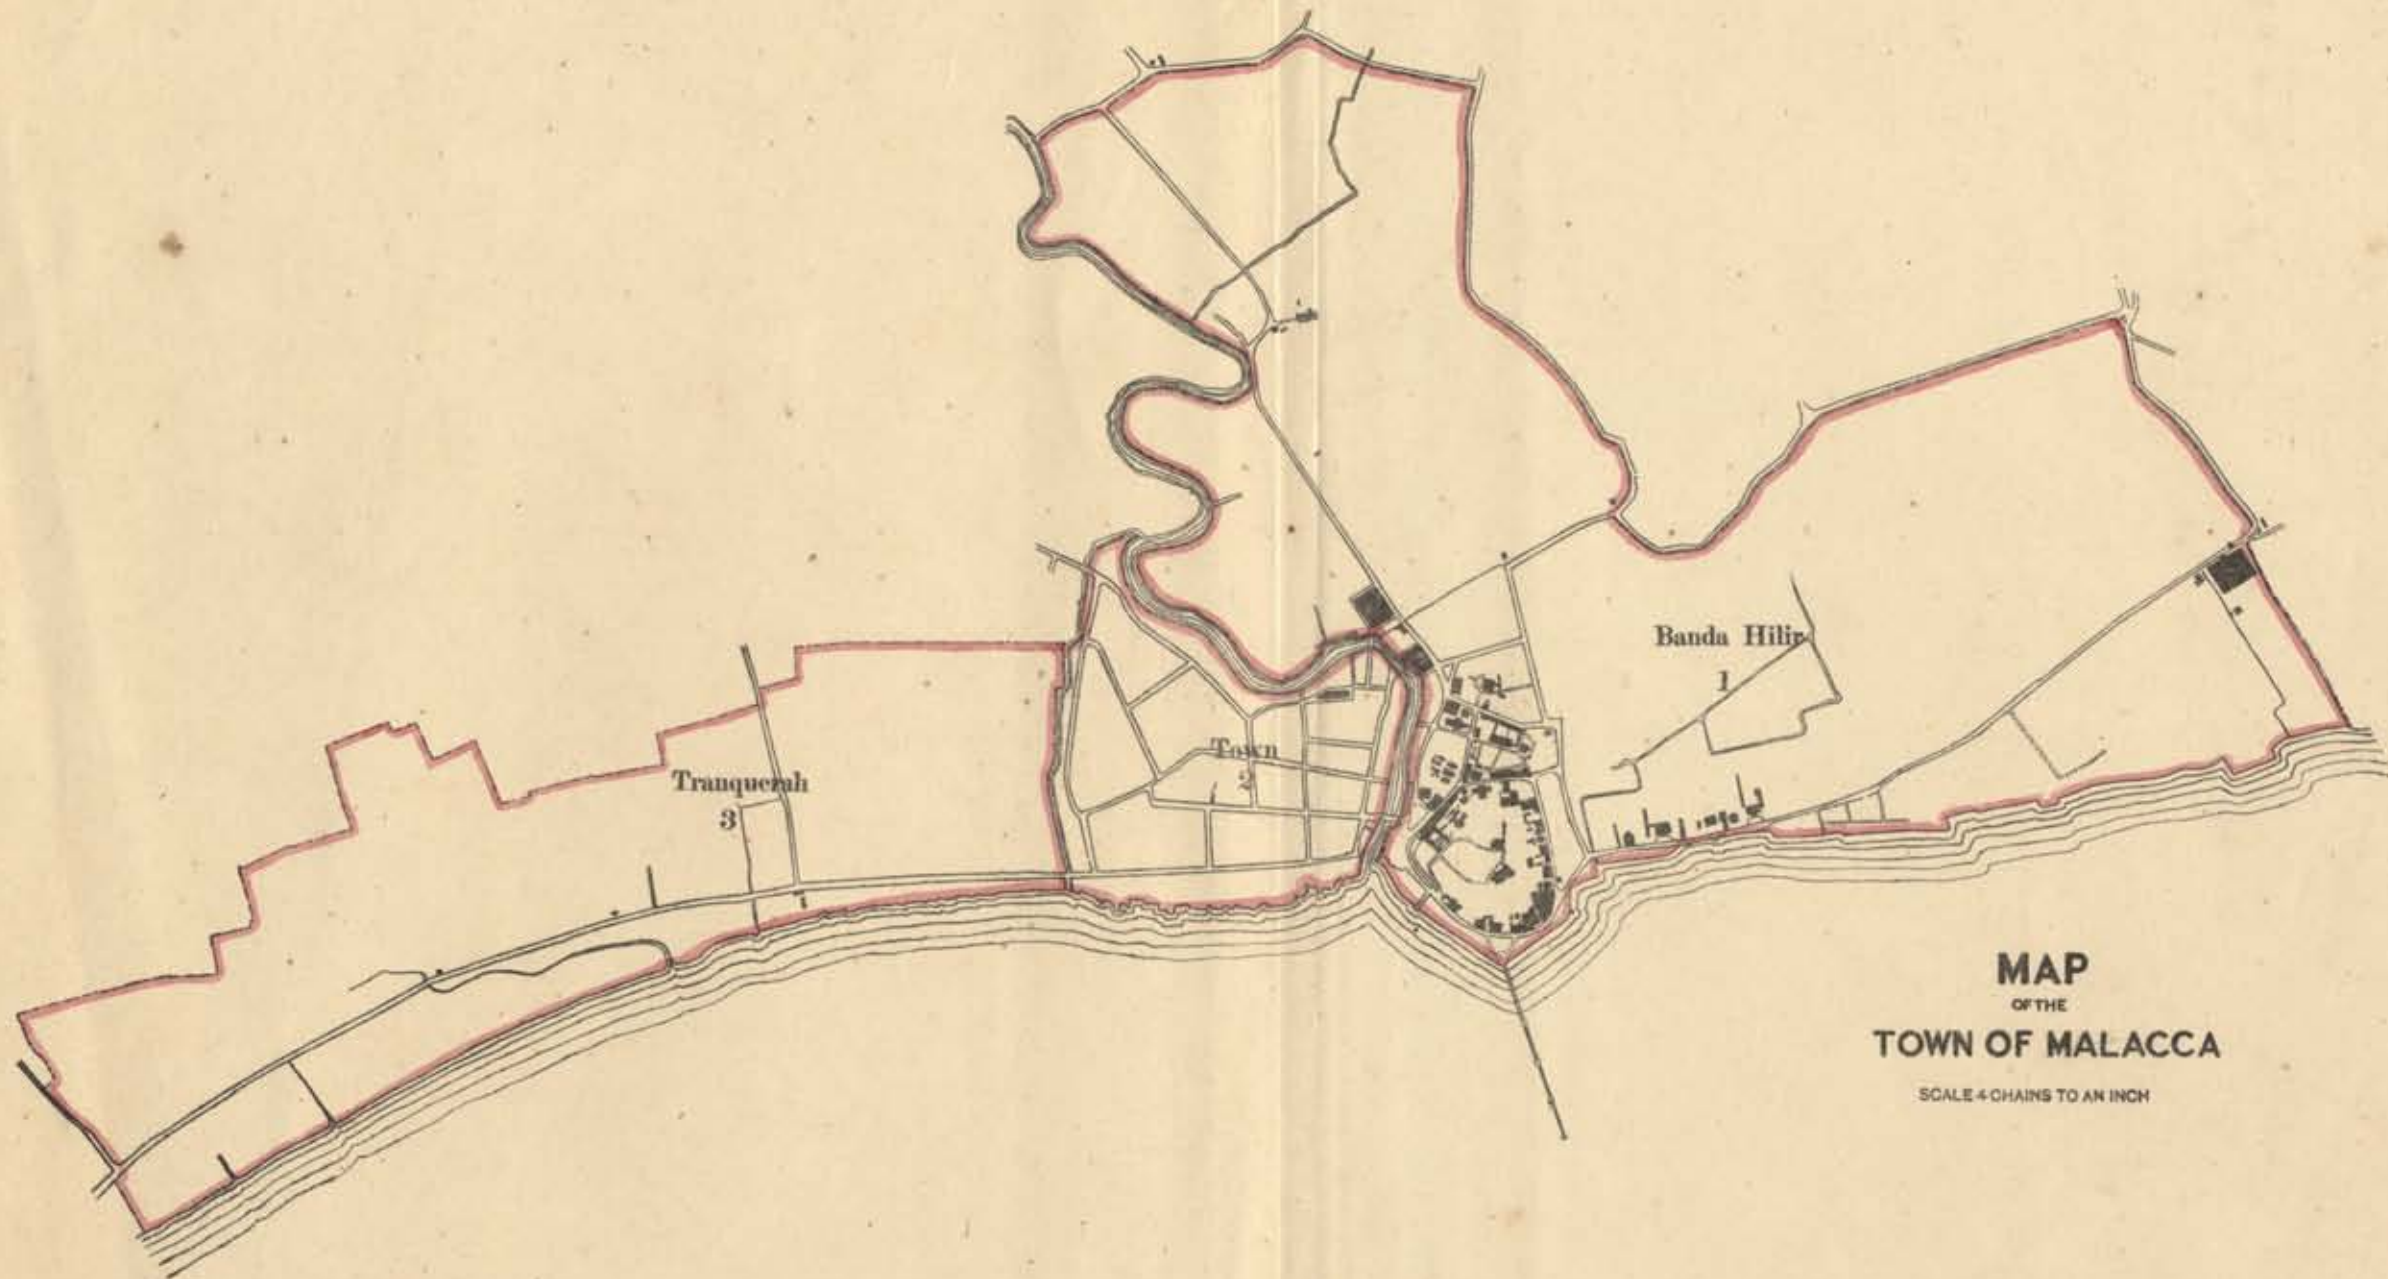 Banda Hilir
1
Town
2
Tranquerah
3
MAP
OF THE
TOWN OF MALACCA
SCALE 4 CHAINS TO AN INCH